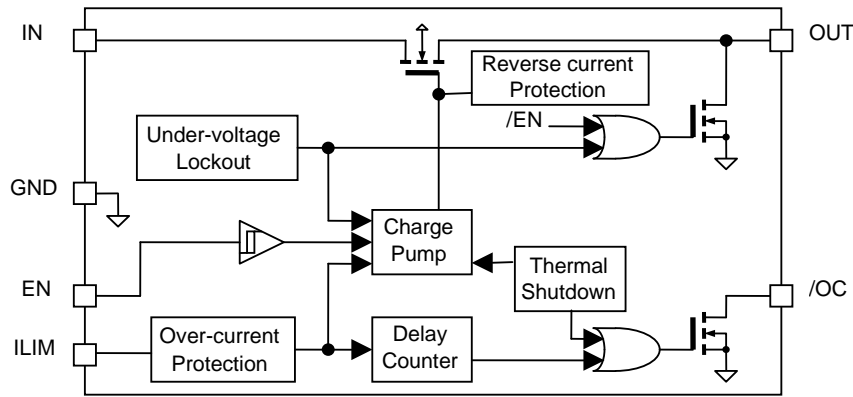 IN
OUT
Reverse current
Protection
/EN
Under-voltage
Lockout
GND
Charge
Pump
EN
Thermal
Shutdown
/OC
ILIM
Over-current
Protection
Delay
Counter